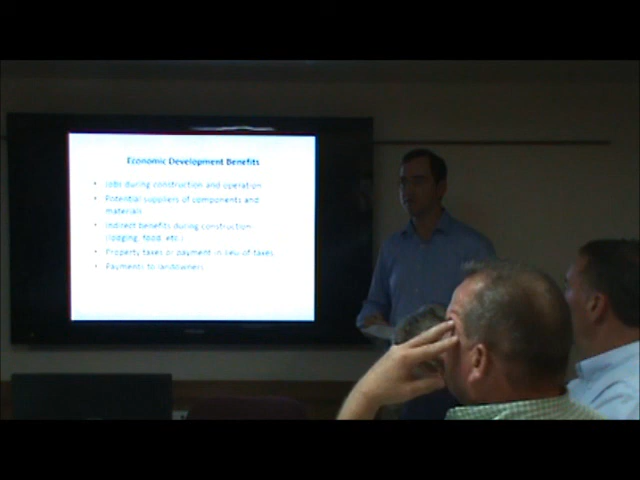 Economic Development Benefits
• Jobs during construction and operation
• Potential suppliers of components and
materials
• Indirect benefits during construction
(lodging, food, etc.)
• Property taxes or payment in lieu of taxes
• Payments to landowners